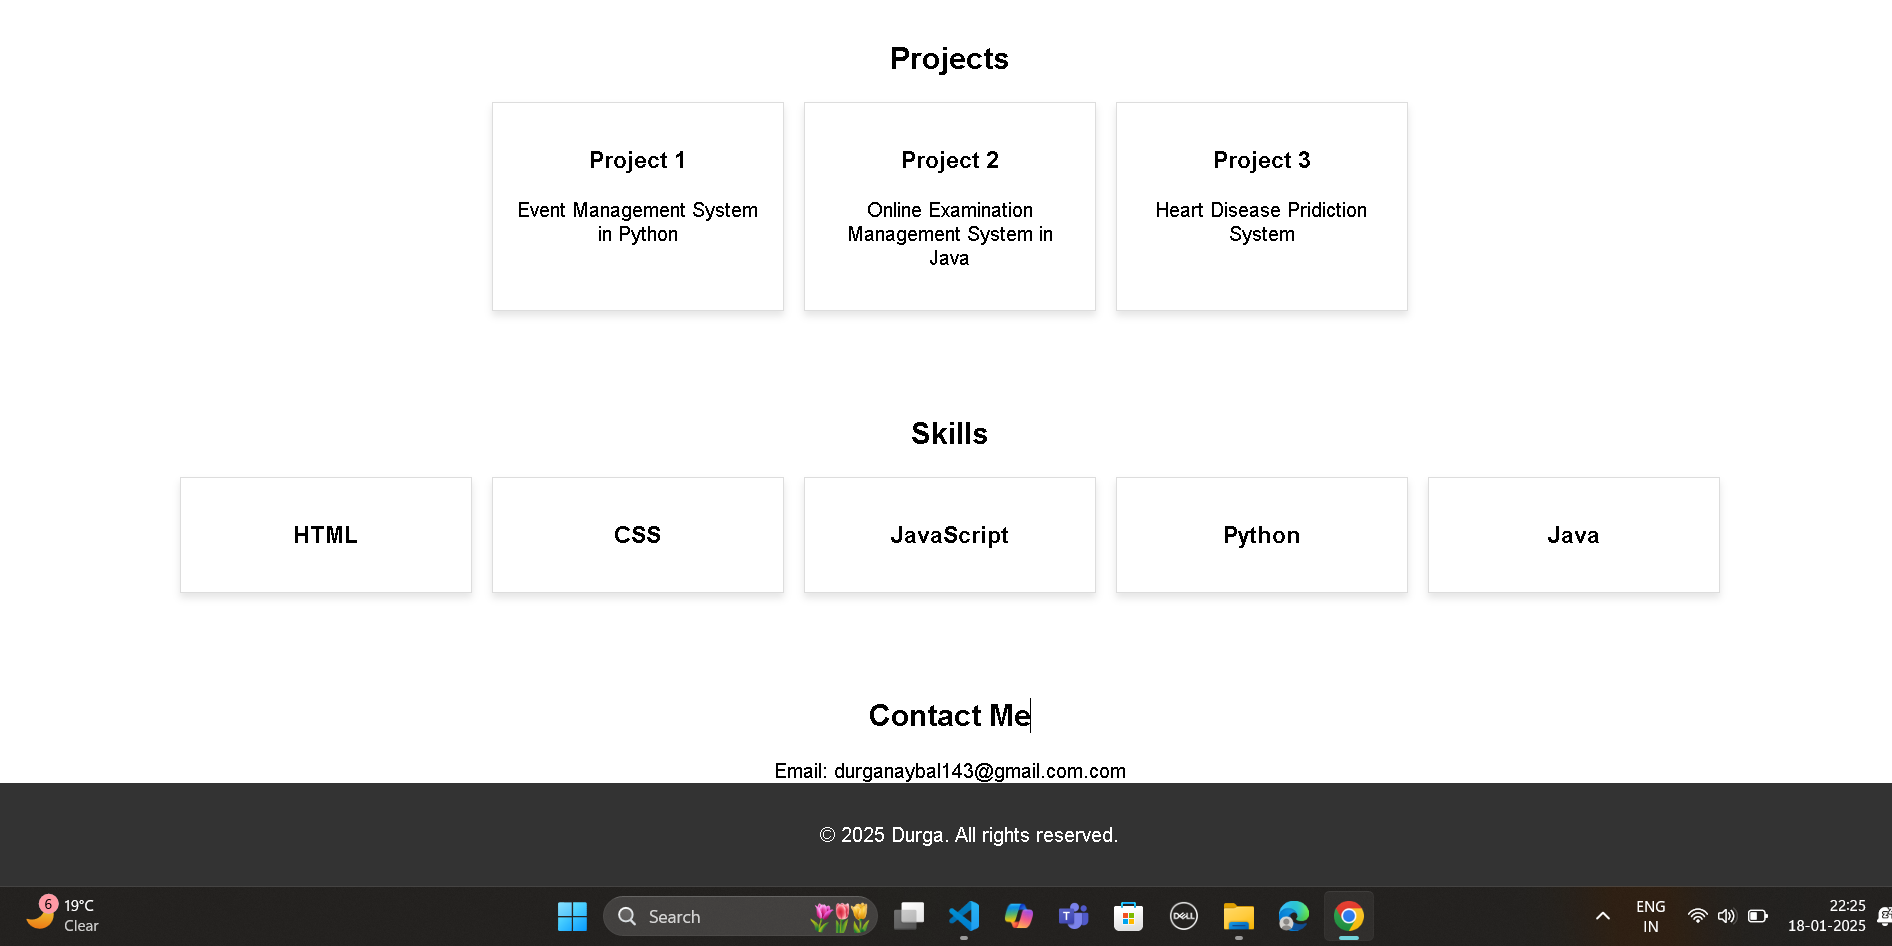 Projects
Project 1
Event Management System
in Python
Project 2
Online Examination
Management System in
Java
Project 3
Heart Disease Pridiction
System
Skills
HTML
CSS
JavaScript
Python
Java
Contact Me
Email: durganaybal143@gmail.com.com
© 2025 Durga. All rights reserved.
6
19°C
Clear
Search
T
DELL
ENG
IN
22:25
18-01-2025